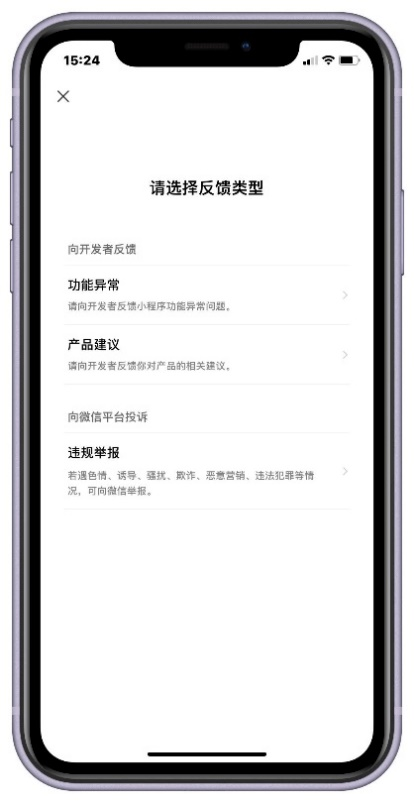 15:24
请选择反馈类型
向开发者反馈
功能异常
请向开发者反馈小程序功能异常问题。
产品建议
请向开发者反馈你对产品的相关建议。
向微信平台投诉
违规举报
若遇色情、诱导、骚扰、欺诈、恶意营销、违法犯罪等情
况，可向微信举报。